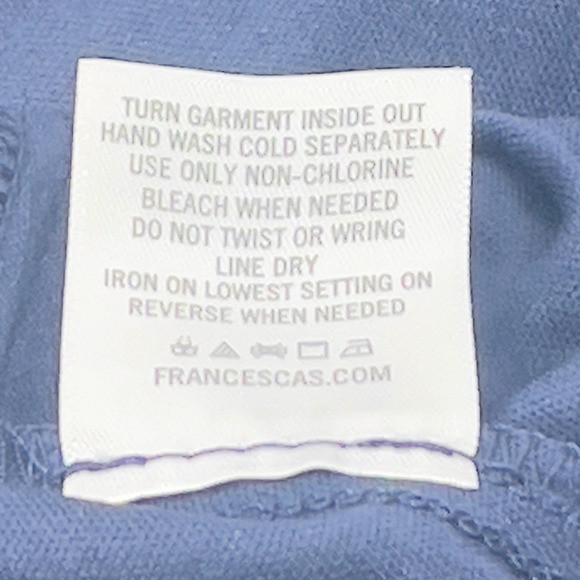 TURN GARMENT INSIDE OUT
HAND WASH COLD SEPARATELY
USE ONLY NON-CHLORINE
BLEACH WHEN NEEDED
DO NOT TWIST OR WRING
LINE DRY
IRON ON LOWEST SETTING ON
REVERSE WHEN NEEDED
FRANCESCAS.COM